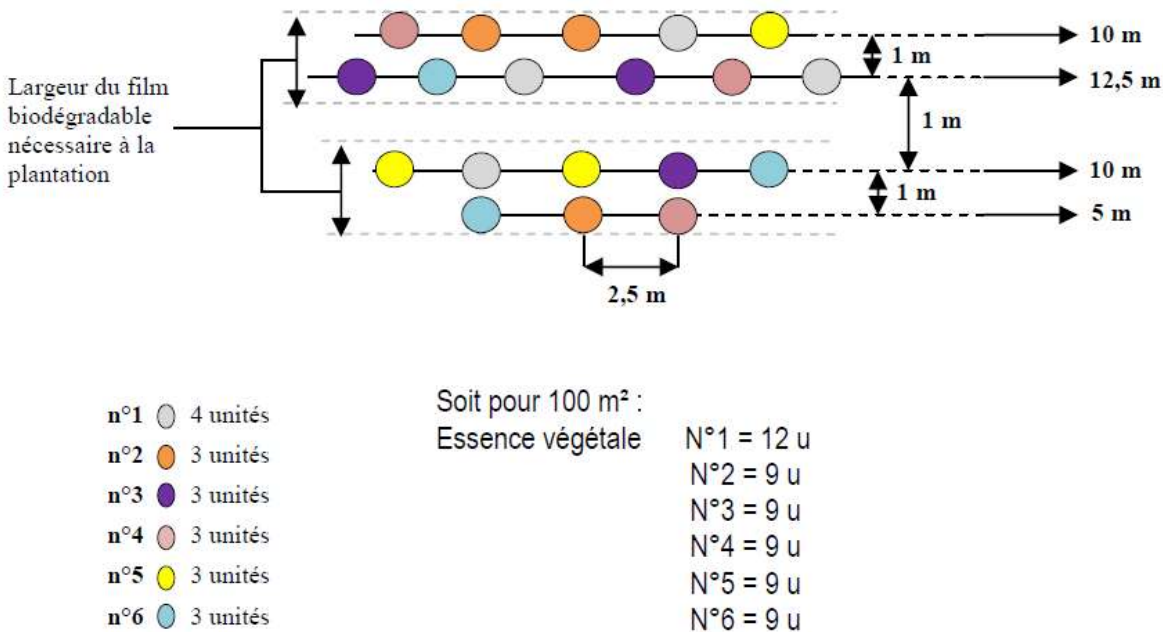 10 m
1 m
12,5 m
Largeur du film
biodégradable
nécessaire à la
plantation
1 m
10 m
1 m
5 m
2,5 m
n°1 4 unités
n°2 3 unités
n°3 3 unités
n°4 3 unités
n°5 3 unités
n°6 3 unités
Soit pour 100 m² :
Essence végétale N°1 = 12 u
N°2 = 9 u
N°3 = 9 u
N°4 = 9 u
N°5 = 9 u
N°6 = 9 u